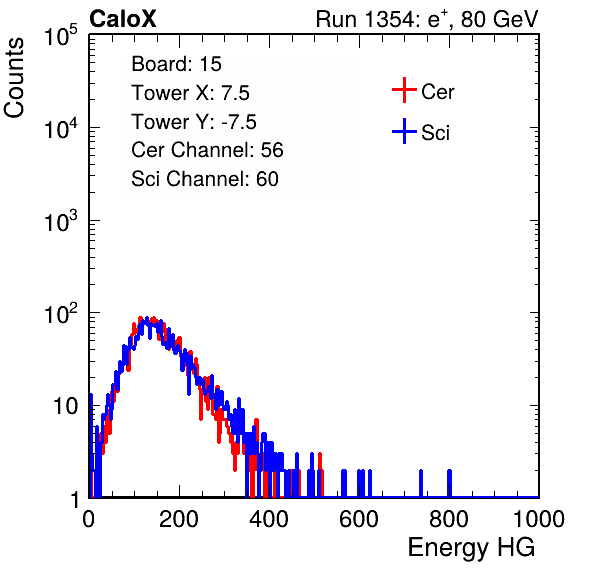 CaloX Run 1354: e+, 80 GeV
Counts
Board: 15
Tower X: 7.5
Tower Y: -7.5
Cer Channel: 56
Sci Channel: 60
Cer
Sci
10^5
10^4
10^3
10^2
10
1
0 200 400 600 800 1000
Energy HG